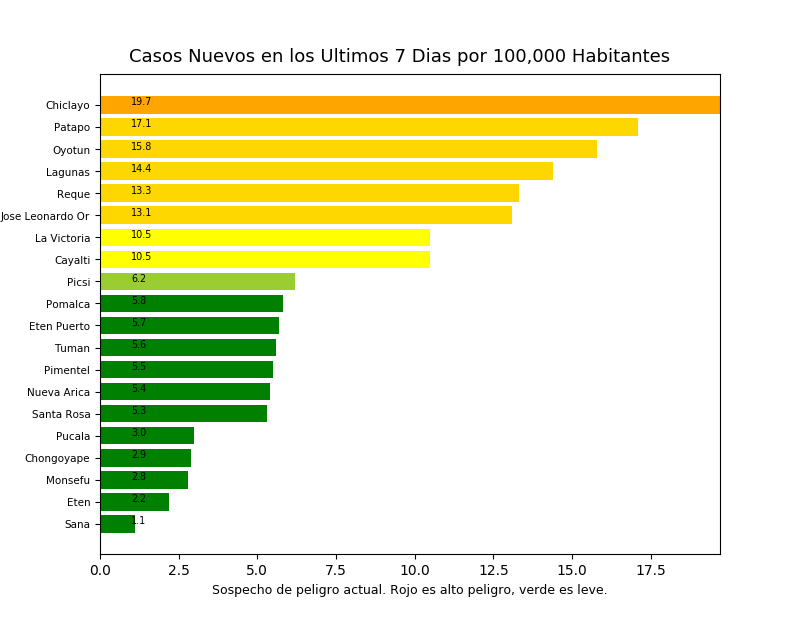 Casos Nuevos en los Ultimos 7 Dias por 100,000 Habitantes
Chiclayo 19.7
Patapo 17.1
Oyotun 15.8
Lagunas 14.4
Reque 13.3
Jose Leonardo Or 13.1
La Victoria 10.5
Cayalti 10.5
Picsi 6.2
Pomalca 5.8
Eten Puerto 5.7
Tuman 5.6
Pimentel 5.5
Nueva Arica 5.4
Santa Rosa 5.3
Pucala 3.0
Chongoyape 2.9
Monsefu 2.8
Eten 2.2
Sana 1.1
0.0 2.5 5.0 7.5 10.0 12.5 15.0 17.5
Sospecho de peligro actual. Rojo es alto peligro, verde es leve.